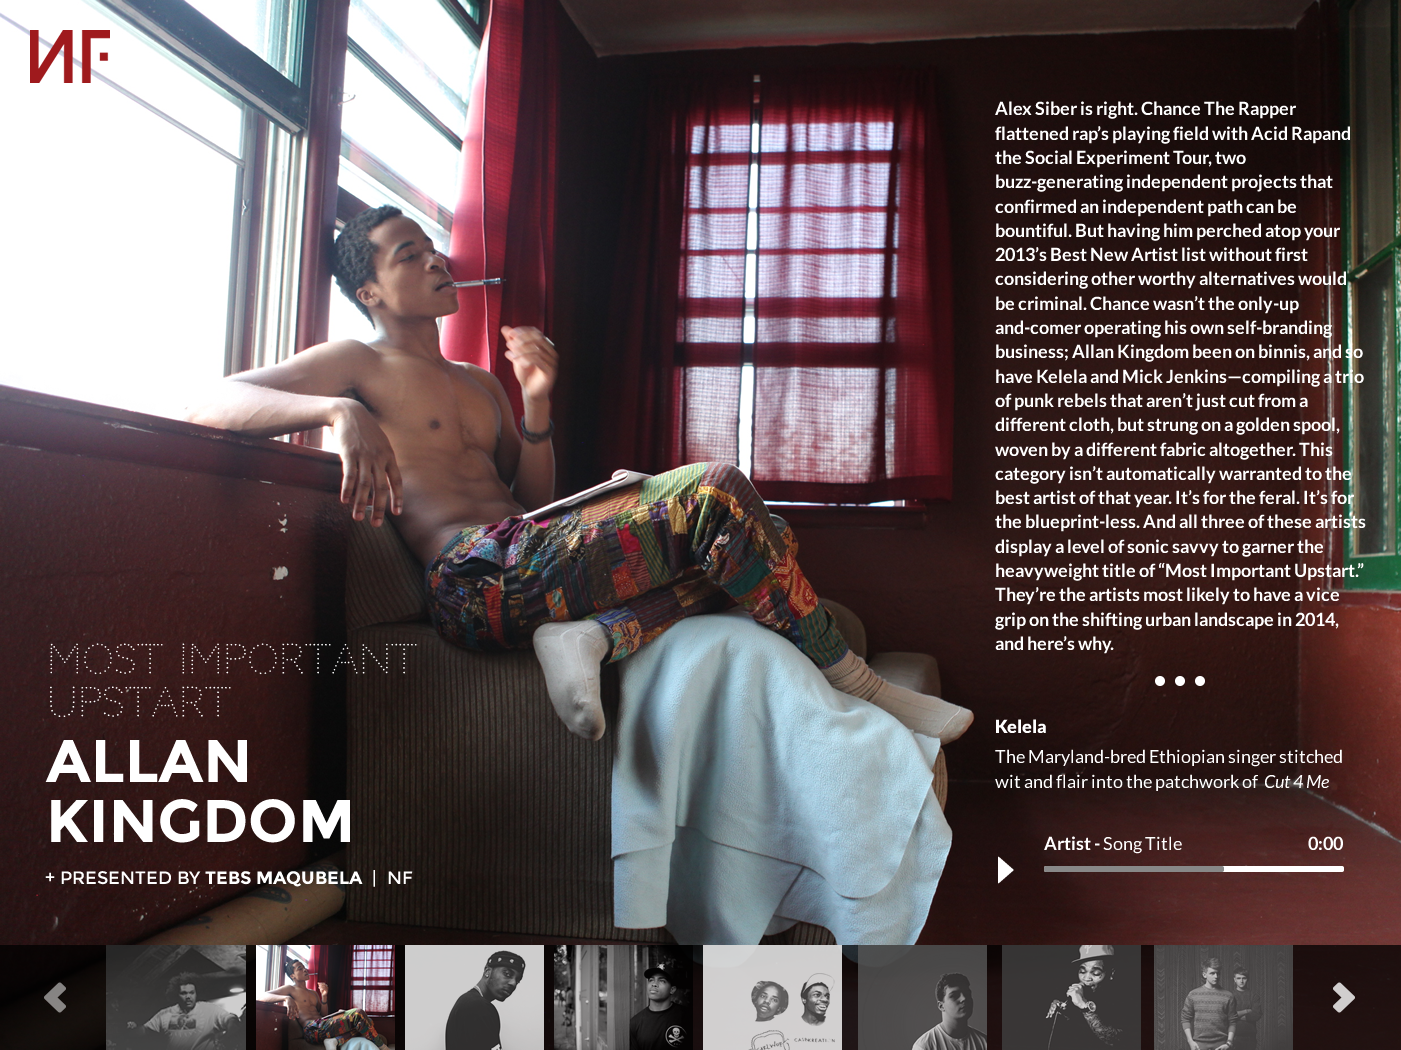 NF
MOST IMPORTANT
UPSTART
ALLAN
KINGDOM
+ PRESENTED BY TEBS MAQUBELA | NF
Alex Siber is right. Chance The Rapper
flattened rap’s playing field with Acid Rapand
the Social Experiment Tour, two
buzz-generating independent projects that
confirmed an independent path can be
bountiful. But having him perched atop your
2013’s Best New Artist list without first
considering other worthy alternatives would
be criminal. Chance wasn’t the only-up
and-comer operating his own self-branding
business; Allan Kingdom been on binnis, and so
have Kelela and Mick Jenkins—compiling a trio
of punk rebels that aren’t just cut from a
different cloth, but strung on a golden spool,
woven by a different fabric altogether. This
category isn’t automatically warranted to the
best artist of that year. It’s for the feral. It’s for
the blueprint-less. And all three of these artists
display a level of sonic savvy to garner the
heavyweight title of “Most Important Upstart.”
They’re the artists most likely to have a vice
grip on the shifting urban landscape in 2014,
and here’s why.
Kelela
The Maryland-bred Ethiopian singer stitched
wit and flair into the patchwork of Cut 4 Me
Artist - Song Title 0:00